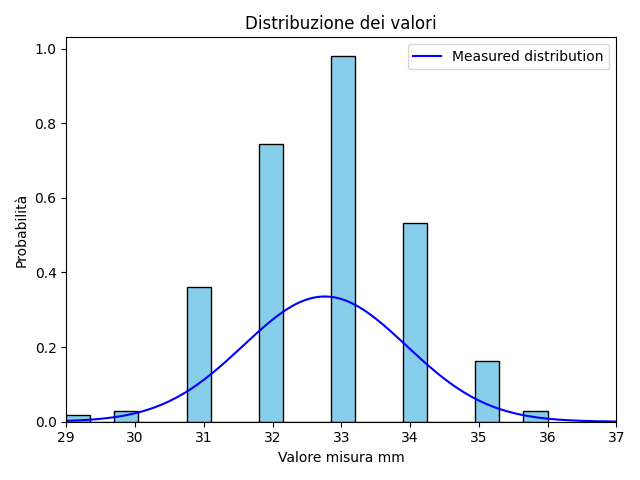 Distribuzione dei valori
Measured distribution
1.0
0.8
0.6
0.4
0.2
0.0
Probabilità
29 30 31 32 33 34 35 36 37
Valore misura mm